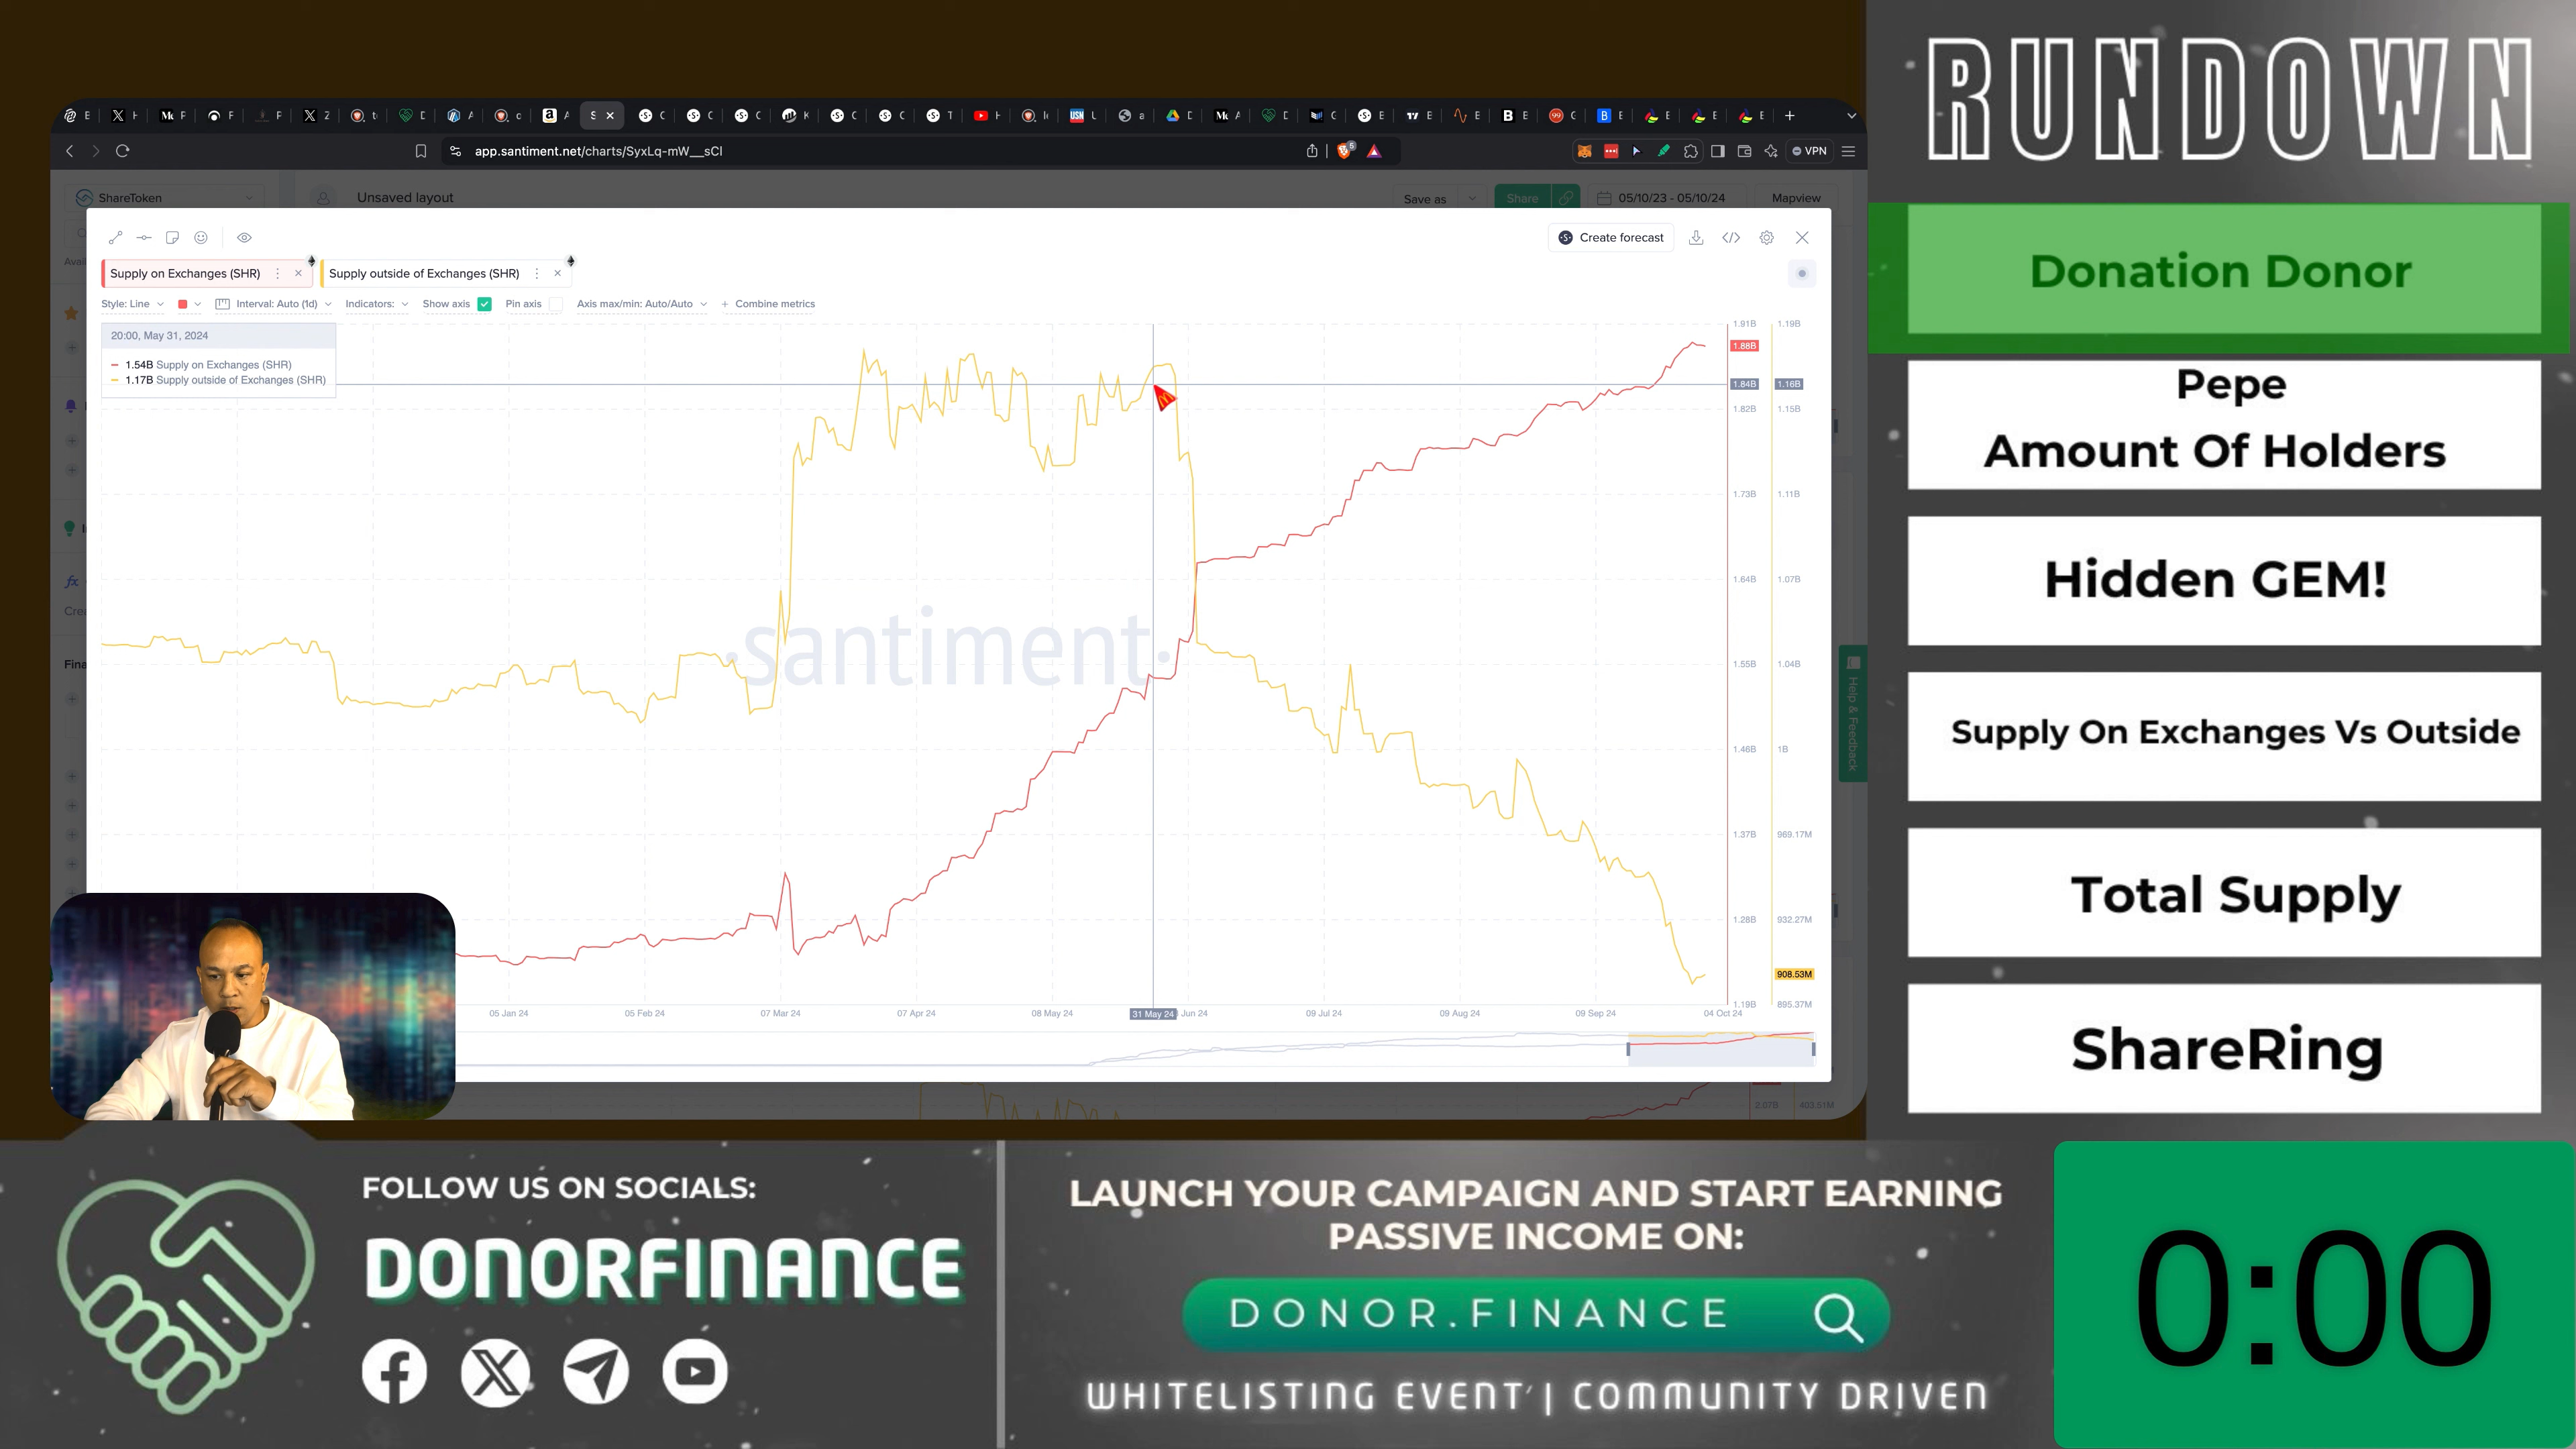 app.santiment.net/charts/SyxLq-mW__sCl
VPN
ShareToken
Unsaved layout
Save as
Share
05/10/23 - 05/10/24
Mapview
Create forecast
Supply on Exchanges (SHR)
Supply outside of Exchanges (SHR)
Style: Line
Interval: Auto (1d)
Indicators:
Show axis
Pin axis
Axis max/min: Auto/Auto
Combine metrics
20:00, May 31, 2024
1.54B Supply on Exchanges (SHR)
1.17B Supply outside of Exchanges (SHR)
1.91B 1.19B
1.88B
1.84B 1.16B
1.82B 1.15B
1.73B 1.11B
1.64B 1.07B
1.55B 1.04B
1.46B 1B
1.37B 969.17M
1.28B 932.27M
908.53M
1.19B 895.37M
·santiment·
05 Jan 24
05 Feb 24
07 Mar 24
07 Apr 24
08 May 24
31 May 24
Jun 24
09 Jul 24
09 Aug 24
09 Sep 24
04 Oct 24
2.07B 402.51M
Help & Feedback
RUNDOWN
Donation Donor
Pepe
Amount Of Holders
Hidden GEM!
Supply On Exchanges Vs Outside
Total Supply
ShareRing
FOLLOW US ON SOCIALS:
DONORFINANCE
LAUNCH YOUR CAMPAIGN AND START EARNING
PASSIVE INCOME ON:
DONOR.FINANCE
WHITELISTING EVENT | COMMUNITY DRIVEN
0:00